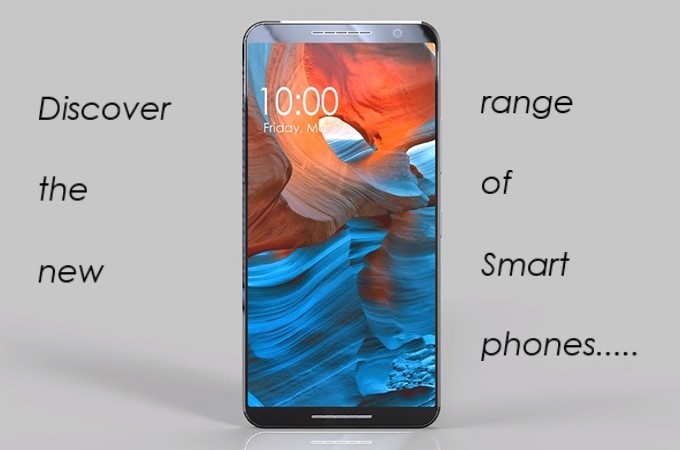 Discover
the
new
10:00
Friday,
range
of
Smart
phones.....